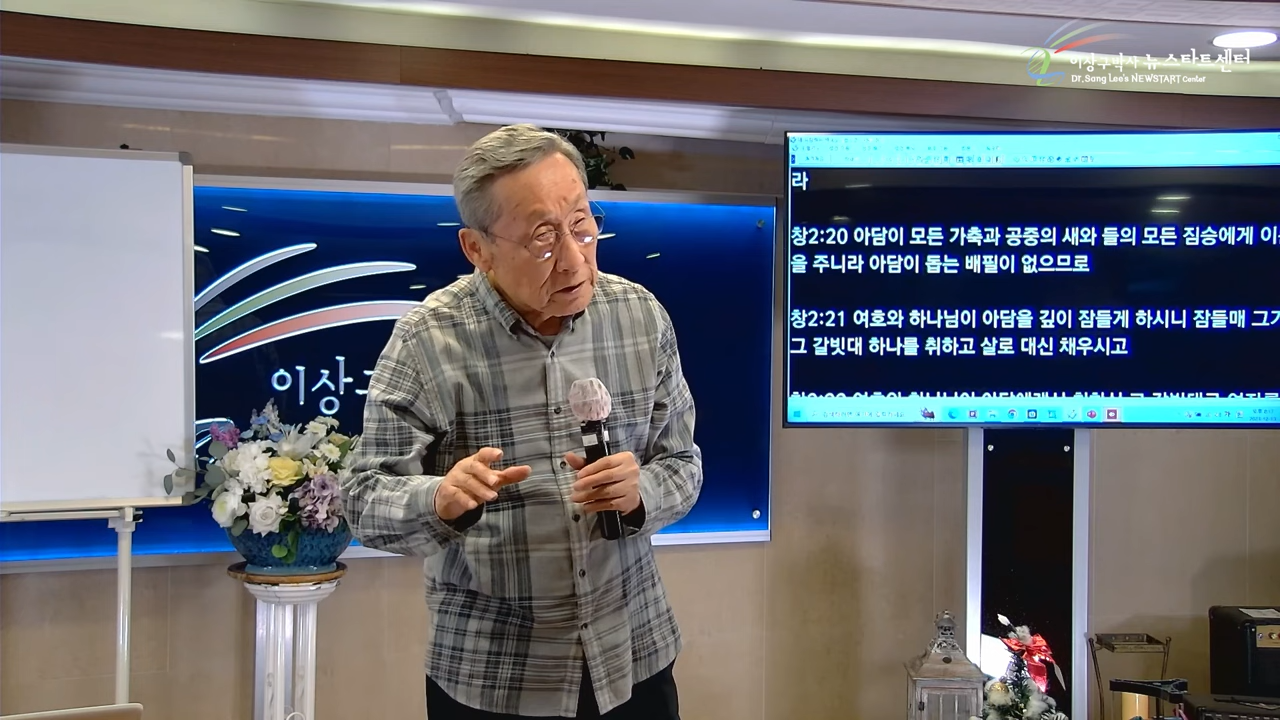 이상구박사 뉴스타트센터
Dr.Sang Lee's NEWSTART Center
라
창2:20 아담이 모든 가축과 공중의 새와 들의 모든 짐승에게
을 주니라 아담이 돕는 배필이 없으므로
창2:21 여호와 하나님이 아담을 깊이 잠들게 하시니 잠들매 그가
그 갈빗대 하나를 취하고 살로 대신 채우시고
이상구